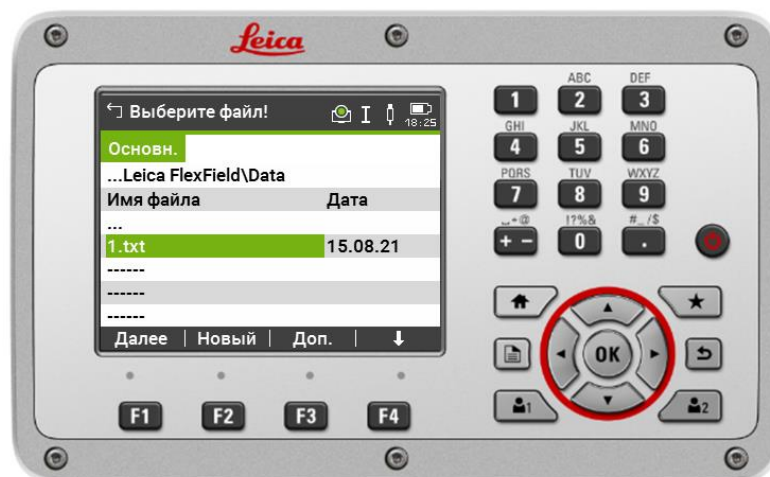 Leica
Выберите файл!
18:25
Основн.
...Leica FlexField\Data
Имя файла Дата
...
1.txt 15.08.21
------
------
------
Далее | Новый | Доп. |
F1 F2 F3 F4
ABC DEF
1 2 3
GHI JKL MNO
4 5 6
PQRS TUV WXYZ
7 8 9
␣*@ !?%& #_/$
+ - 0 .
OK
1 2